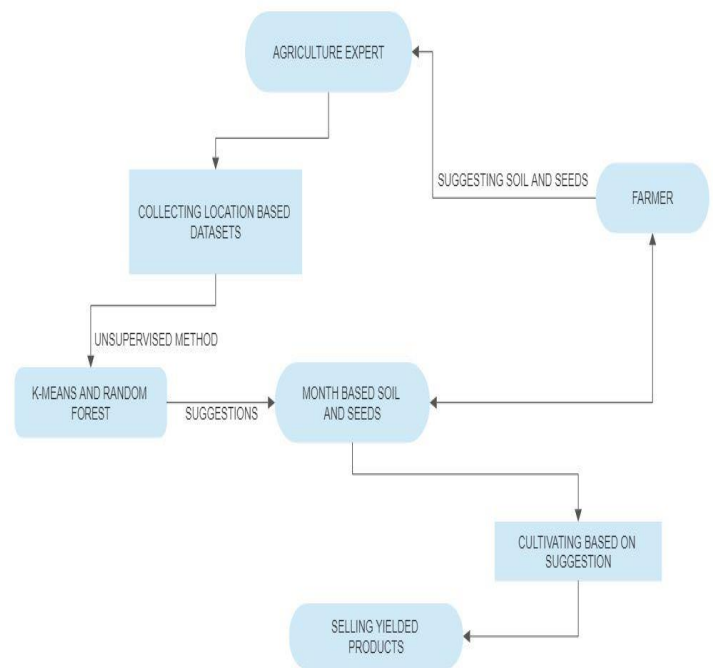 AGRICULTURE EXPERT
SUGGESTING SOIL AND SEEDS
FARMER
COLLECTING LOCATION BASED
DATASETS
UNSUPERVISED METHOD
K-MEANS AND RANDOM
FOREST
SUGGESTIONS
MONTH BASED SOIL
AND SEEDS
CULTIVATING BASED ON
SUGGESTION
SELLING YIELDED
PRODUCTS